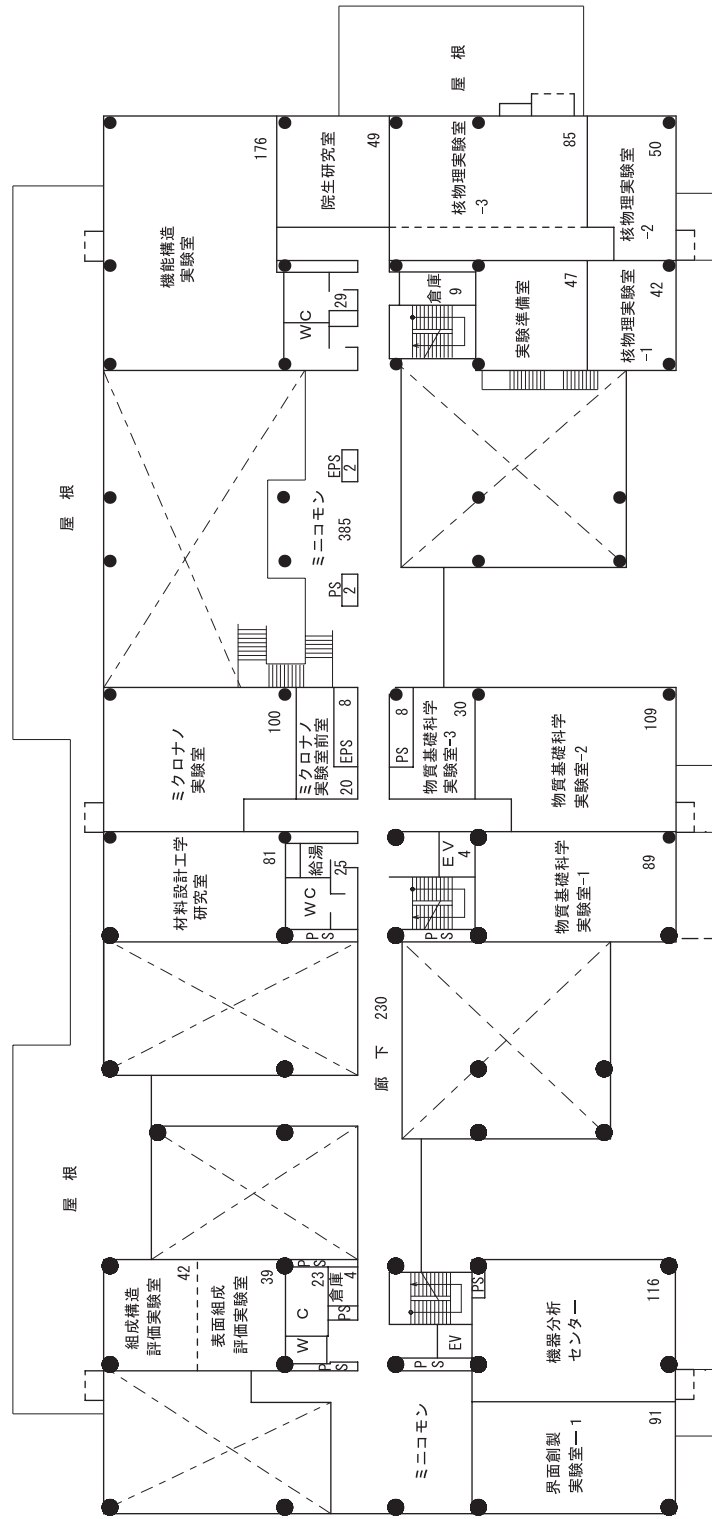 屋 根
屋 根
屋 根
機能構造
実験室
176
院生研究室
49
核物理実験室
-3
85
核物理実験室
-2
50
WC
29
倉庫
9
実験準備室
47
核物理実験室
-1
42
ミニコモン
385
EPS
2
PS
2
ミクロナノ
実験室
100
ミクロナノ
実験室前室
20
EPS
8
PS
8
物質基礎科学
実験室-3
30
物質基礎科学
実験室-2
109
材料設計工学
研究室
81
給湯
WC
25
PS
EV
4
PS
物質基礎科学
実験室-1
89
廊 下 230
組成構造
評価実験室
42
表面組成
評価実験室
39
PS
W C
23
倉庫
4
PS
PS
PS
EV
PS
機器分析
センター
116
ミニコモン
界面創製
実験室ー1
91